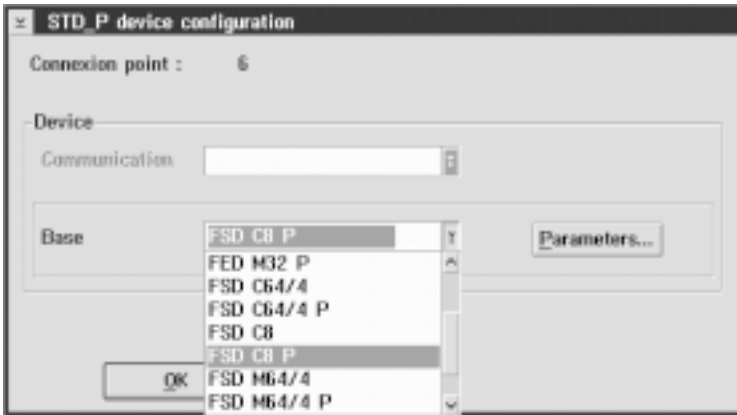 STD_P device configuration
Connexion point : 6
Device
Communication
Base FSD C8 P Parameters...
FED M32 P
FSD C64/4
FSD C64/4 P
FSD C8
FSD C8 P
OK FSD M64/4
FSD M64/4 P